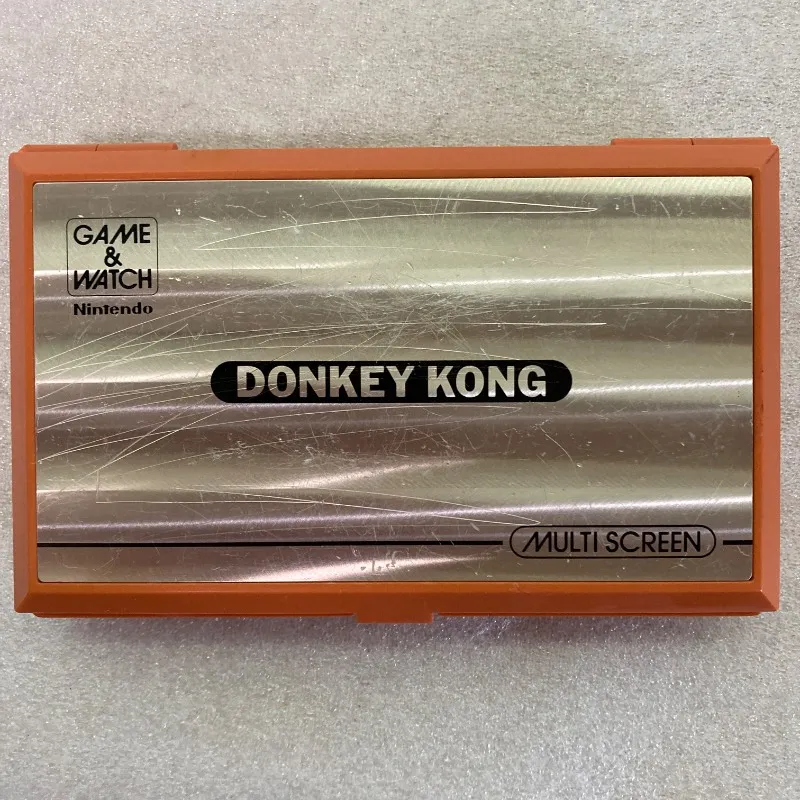 GAME
&
WATCH
Nintendo
DONKEY KONG
MULTI SCREEN